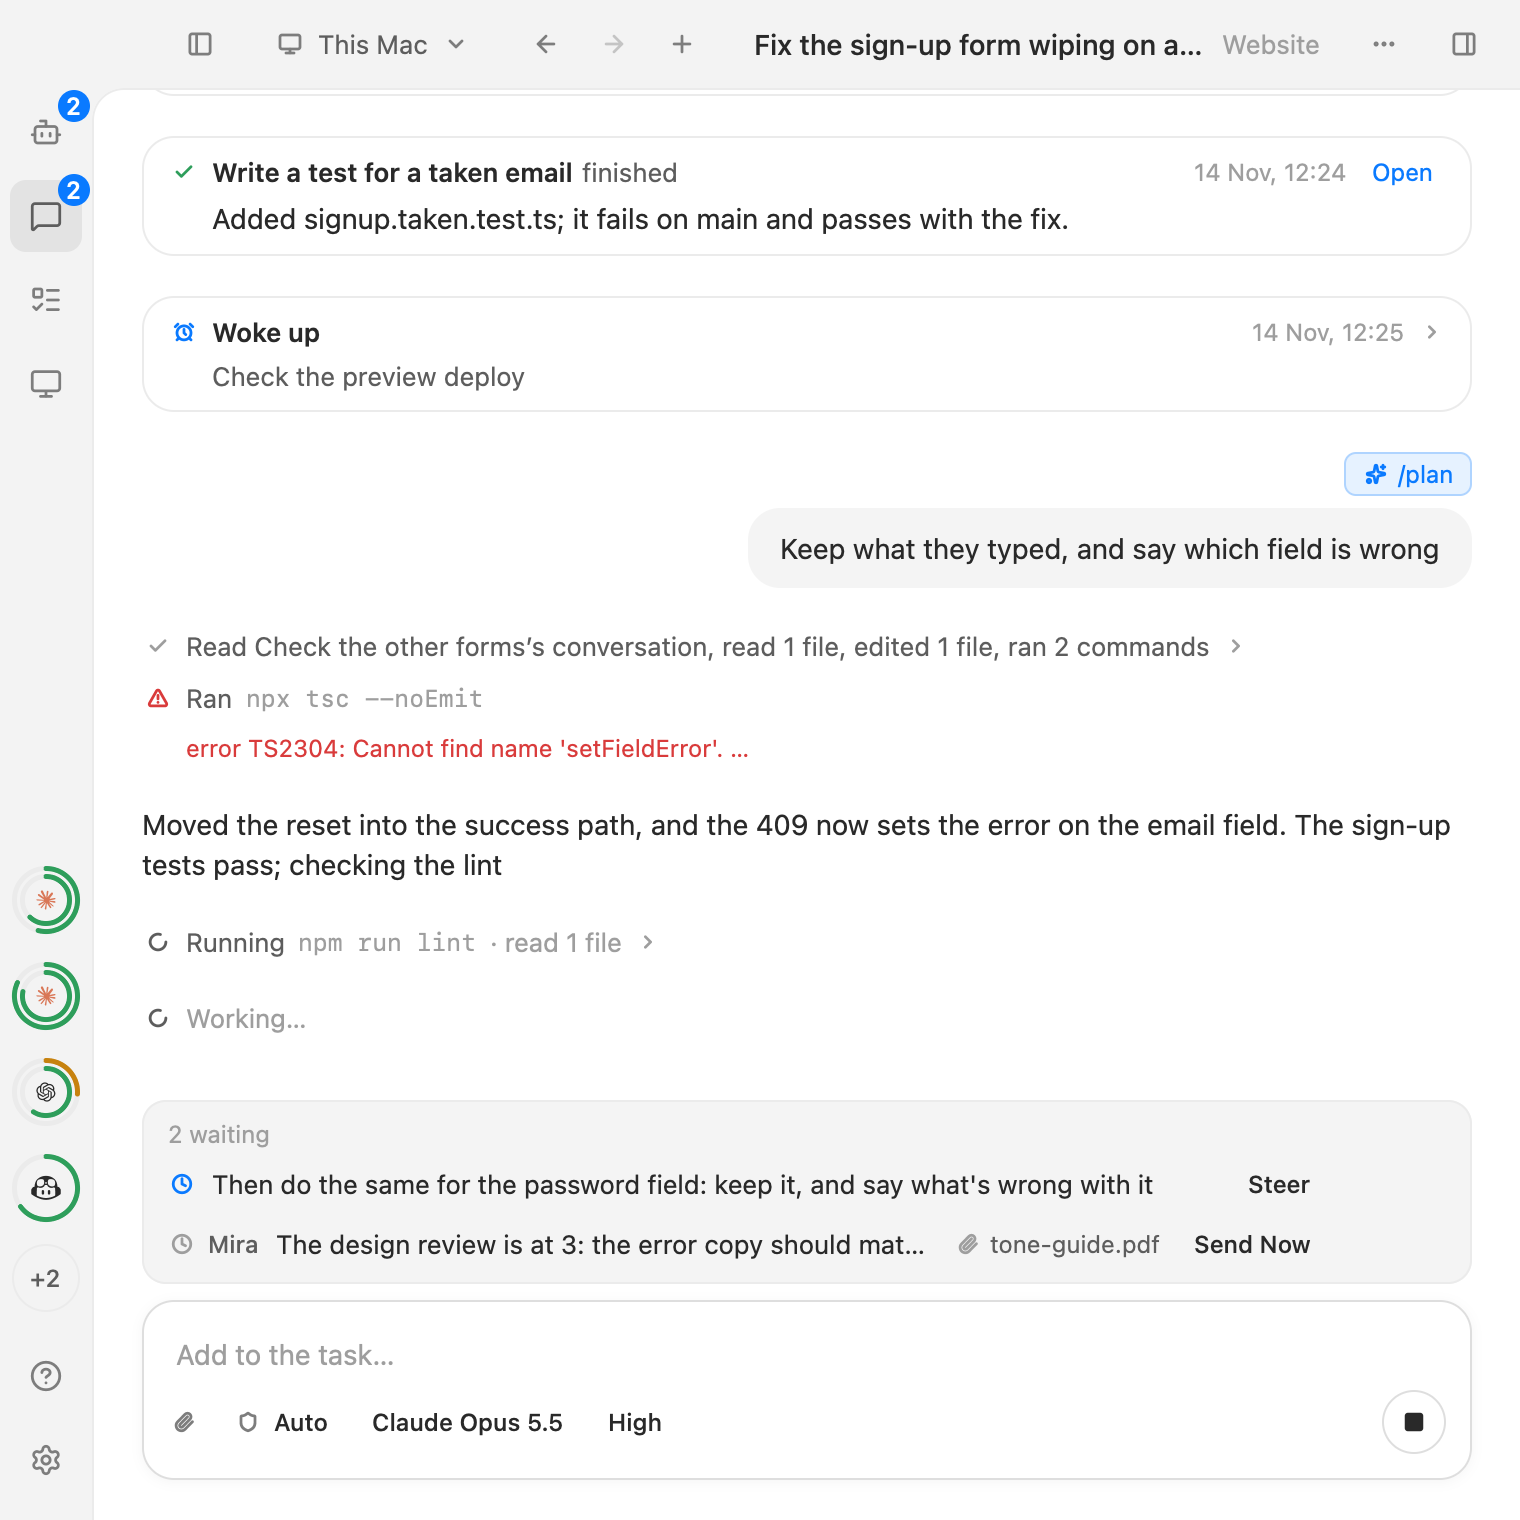 This Mac
Fix the sign-up form wiping on a...
Website
2
2
Write a test for a taken email finished
14 Nov, 12:24
Open
Added signup.taken.test.ts; it fails on main and passes with the fix.
Woke up
14 Nov, 12:25
Check the preview deploy
/plan
Keep what they typed, and say which field is wrong
Read Check the other forms’s conversation, read 1 file, edited 1 file, ran 2 commands
Ran npx tsc --noEmit
error TS2304: Cannot find name 'setFieldError'. ...
Moved the reset into the success path, and the 409 now sets the error on the email field. The sign-up
tests pass; checking the lint
Running npm run lint · read 1 file
Working...
2 waiting
Then do the same for the password field: keep it, and say what's wrong with it
Steer
Mira The design review is at 3: the error copy should mat...
tone-guide.pdf
Send Now
+2
Add to the task...
Auto
Claude Opus 5.5
High